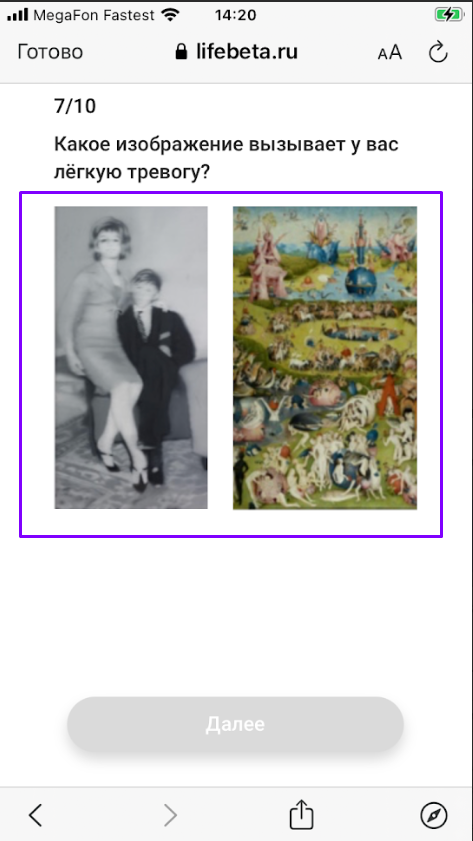 MegaFon Fastest 14:20
Готово lifebeta.ru AA
7/10
Какое изображение вызывает у вас
лёгкую тревогу?
Далее